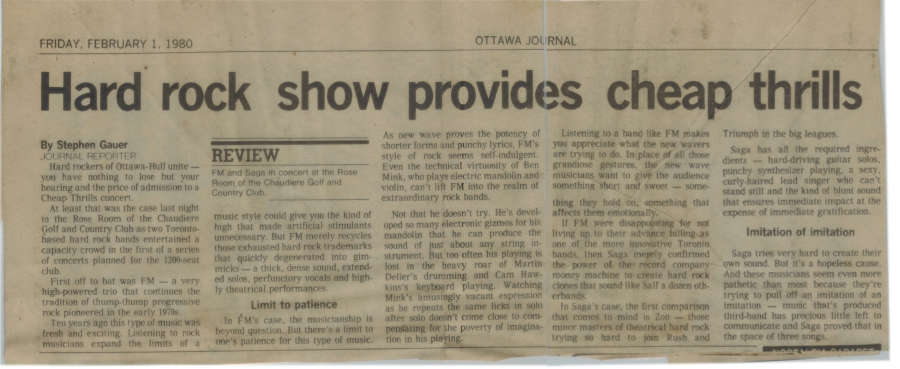 FRIDAY, FEBRUARY 1, 1980
OTTAWA JOURNAL
Hard rock show provides cheap thrills
By Stephen Gauer
JOURNAL REPORTER
Hard rockers of Ottawa-Hull unite —
you have nothing to lose but your
hearing and the price of admission to a
Cheap Thrills concert.
At least that was the case last night
in the Rose Room of the Chaudiere
Golf and Country Club as two Toronto-
based hard rock bands entertained a
capacity crowd in the first of a series
of concerts planned for the 1200-seat
club.
First off to bat was FM — a very
high-powered trio that continues the
tradition of thump-thump progressive
rock pioneered in the early 1970s.
Ten years ago this type of music was
fresh and exciting. Listening to rock
musicians expand the limits of a
REVIEW
FM and Saga in concert at the Rose
Room of the Chaudiere Golf and
Country Club.
music style could give you the kind of
high that made artificial stimulants
unnecessary. But FM merely recycles
those exhausted hard rock trademarks
that quickly degenerated into gim-
micks — a thick, dense sound, extend-
ed solos, perfunctory vocals and high-
ly theatrical performances.
Limit to patience
In FM's case, the musicianship is
beyond question. But there's a limit to
one's patience for this type of music.
As new wave proves the potency of
shorter forms and punchy lyrics, FM's
style of rock seems self-indulgent.
Even the technical virtuosity of Ben
Mink, who plays electric mandolin and
violin, can't lift FM into the realm of
extraordinary rock bands.
Not that he doesn't try. He's devel-
oped so many electronic gizmos for his
mandolin that he can produce the
sound of just about any string in-
strument. But too often his playing is
lost in the heavy roar of Martin
Deller's drumming and Cam Haw-
kins's keyboard playing. Watching
Mink's amusingly vacant expression
as he repeats the same licks in solo
after solo doesn't come close to com-
pensating for the poverty of imagina-
tion in his playing.
Listening to a band like FM makes
you appreciate what the new wavers
are trying to do. In place of all those
grandiose gestures, the new wave
musicians want to give the audience
something short and sweet — some-
thing they hold on, something that
affects them emotionally.
If FM were disappointing for not
living up to their advance billing as
one of the more innovative Toronto
bands, then Saga merely confirmed
the power of the record company
money machine to create hard rock
clones that sound like half a dozen oth-
erbands.
In Saga's case, the first comparison
that comes to mind is Zon — those
minor masters of theatrical hard rock
trying so hard to join Rush and
Triumph in the big leagues.
Saga has all the required ingre-
dients — hard-driving guitar solos,
punchy synthesizer playing, a sexy,
curly-haired lead singer who can't
stand still and the kind of blunt sound
that ensures immediate impact at the
expense of immediate gratification.
Imitation of imitation
Saga tries very hard to create their
own sound. But it's a hopeless cause.
And these musicians seem even more
pathetic than most because they're
trying to pull off an imitation of an
imitation — music that's produced
third-hand has precious little left to
communicate and Saga proved that in
the space of three songs.